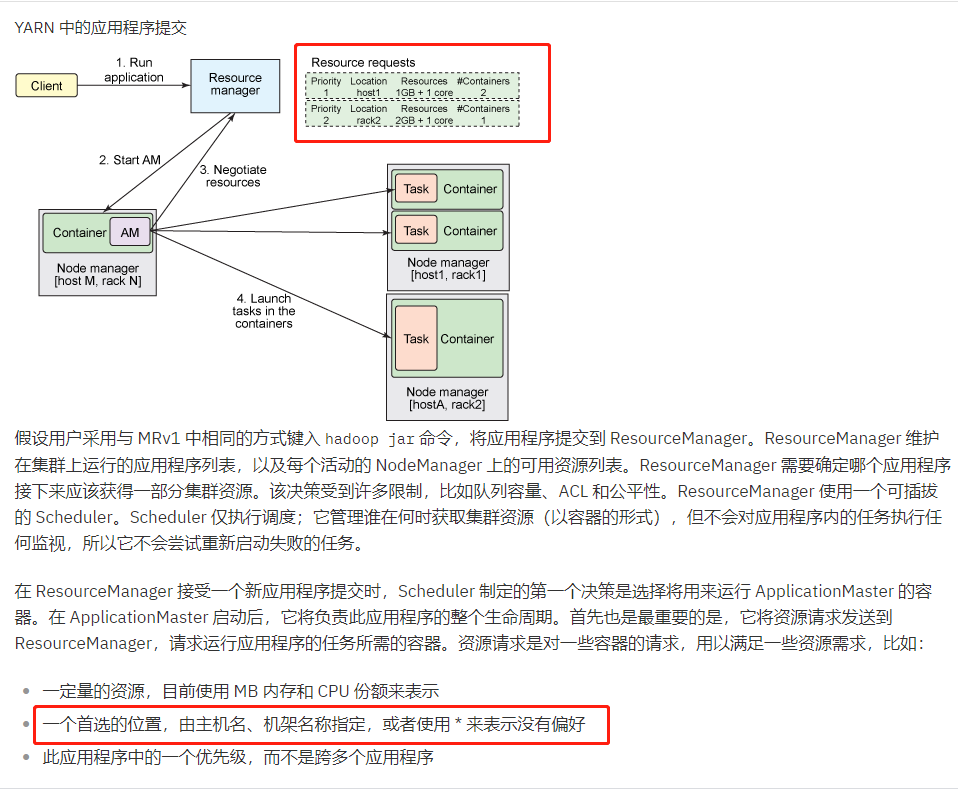 YARN 中的应用程序提交
Client
1. Run
application
Resource
manager
Resource requests
Priority Location Resources #Containers
1 host1 1GB + 1 core 2
Priority Location Resources #Containers
2 rack2 2GB + 1 core 1
2. Start AM
3. Negotiate
resources
Container AM
Node manager
[host M, rack N]
Task Container
Task Container
Node manager
[host1, rack1]
4. Launch
tasks in the
containers
Task Container
Node manager
[hostA, rack2]
假设用户采用与 MRv1 中相同的方式键入 hadoop jar 命令，将应用程序提交到 ResourceManager。ResourceManager 维护
在集群上运行的应用程序列表，以及每个活动的 NodeManager 上的可用资源列表。ResourceManager 需要确定哪个应用程序
接下来应该获得一部分集群资源。该决策受到许多限制，比如队列容量、ACL 和公平性。ResourceManager 使用一个可插拔
的 Scheduler。Scheduler 仅执行调度；它管理谁在何时获取集群资源（以容器的形式），但不会对应用程序内的任务执行任
何监视，所以它不会尝试重新启动失败的任务。
在 ResourceManager 接受一个新应用程序提交时，Scheduler 制定的第一个决策是选择将用来运行 ApplicationMaster 的容
器。在 ApplicationMaster 启动后，它将负责此应用程序的整个生命周期。首先也是最重要的是，它将资源请求发送到
ResourceManager，请求运行应用程序的任务所需的容器。资源请求是对一些容器的请求，用以满足一些资源需求，比如：
• 一定量的资源，目前使用 MB 内存和 CPU 份额来表示
• 一个首选的位置，由主机名、机架名称指定，或者使用 * 来表示没有偏好
• 此应用程序中的一个优先级，而不是跨多个应用程序